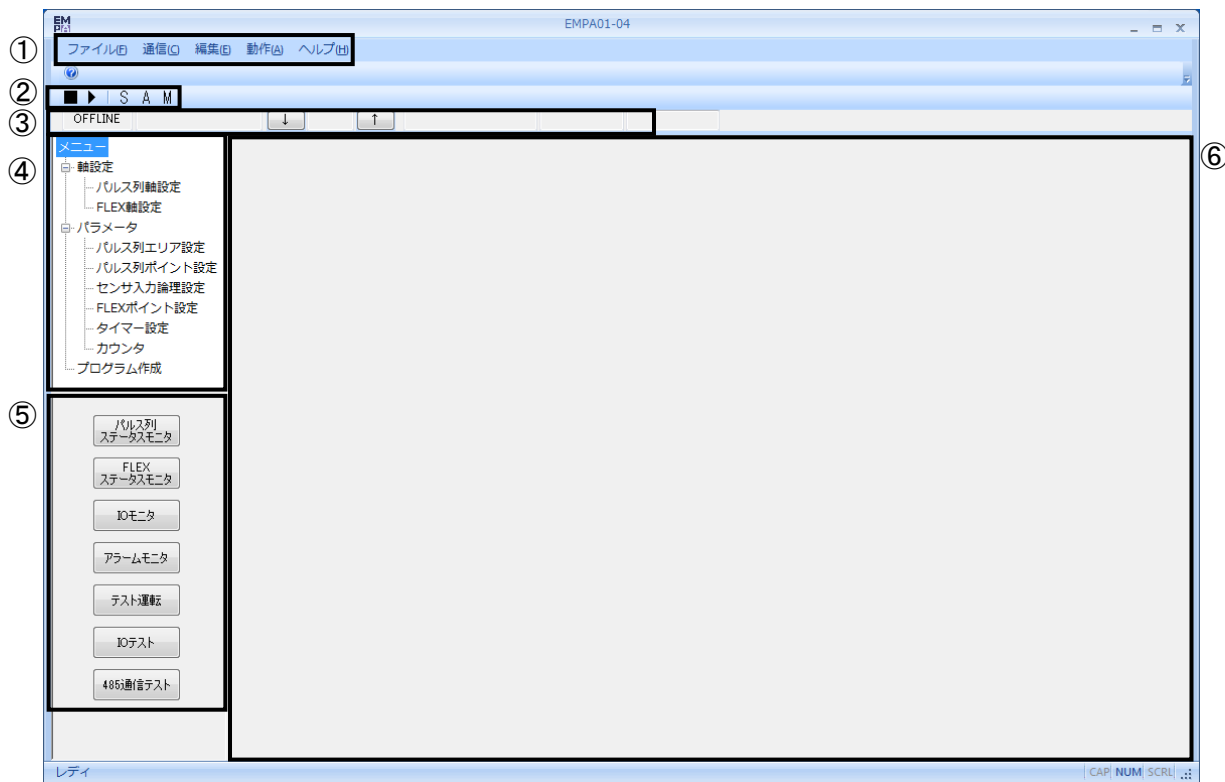 EM
PA
EMPA01-04
①
ファイル(F) 通信(C) 編集(E) 動作(A) ヘルプ(H)
②
S A M
③
OFFLINE ↓ ↑
④
メニュー
軸設定
パルス列軸設定
FLEX軸設定
パラメータ
パルス列エリア設定
パルス列ポイント設定
センサ入力論理設定
FLEXポイント設定
タイマー設定
カウンタ
プログラム作成
⑤
パルス列
ステータスモニタ
FLEX
ステータスモニタ
IOモニタ
アラームモニタ
テスト運転
IOテスト
485通信テスト
⑥
レディ
CAP NUM SCRL